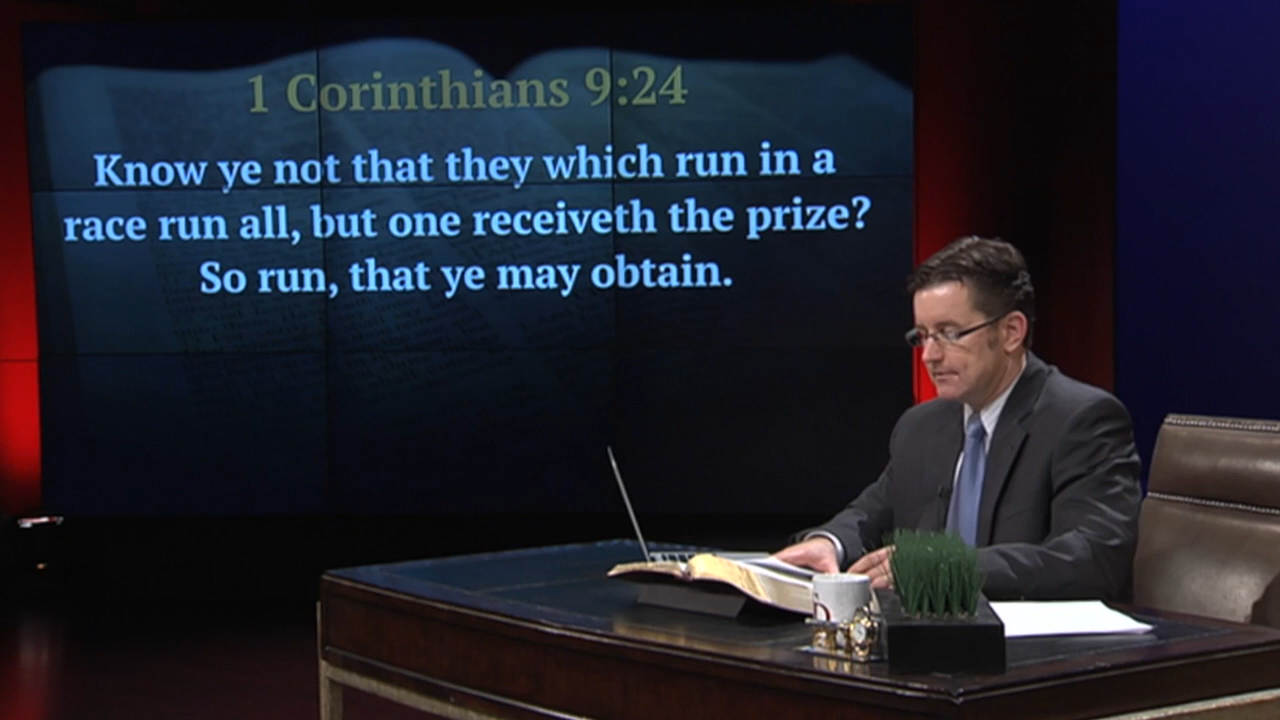 1 Corinthians 9:24
Know ye not that they which run in a
race run all, but one receiveth the prize?
So run, that ye may obtain.